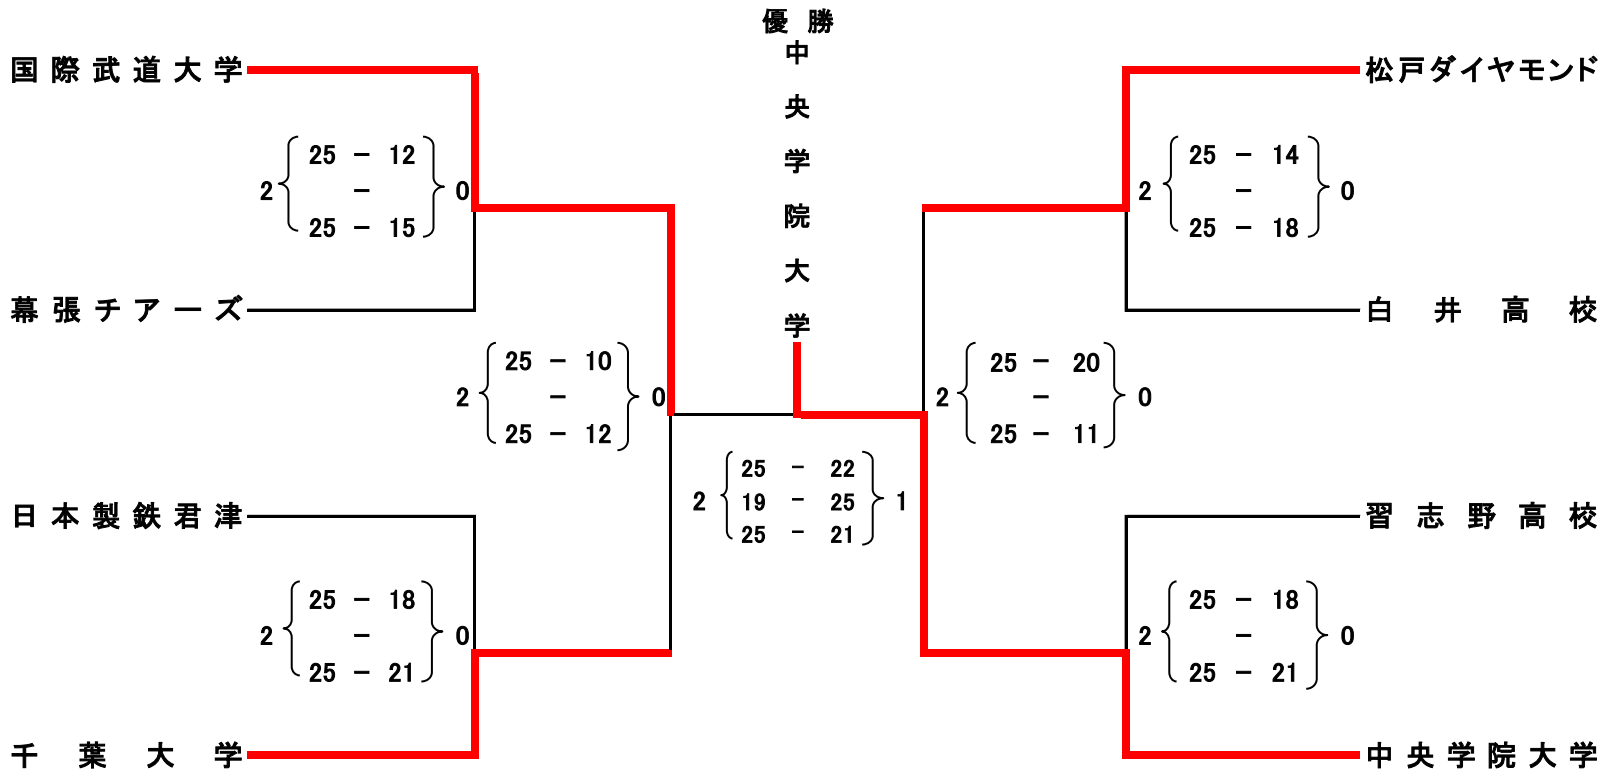 優勝
中央学院大学
国際武道大学
松戸ダイヤモンド
25 － 12
2 － 0
25 － 15
25 － 14
2 － 0
25 － 18
幕張チアーズ
白井高校
25 － 10
2 － 0
25 － 12
25 － 20
2 － 0
25 － 11
25 － 22
2 19 － 25 1
25 － 21
日本製鉄君津
習志野高校
25 － 18
2 － 0
25 － 21
25 － 18
2 － 0
25 － 21
千葉大学
中央学院大学